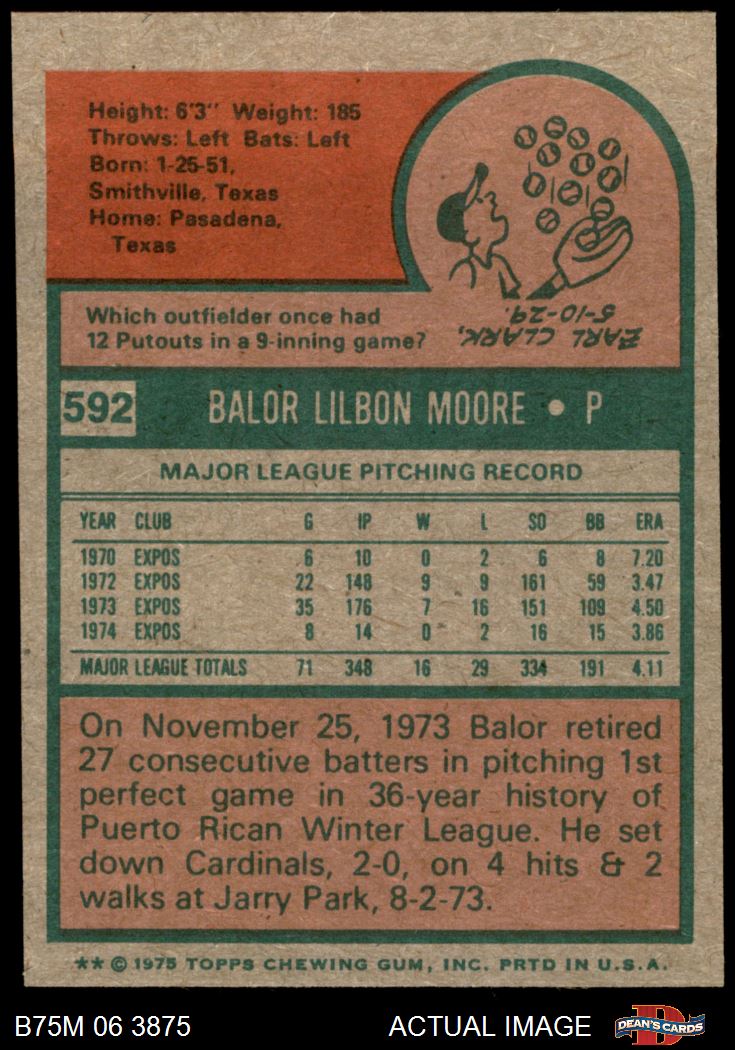 Height: 6'3" Weight: 185
Throws: Left Bats: Left
Born: 1-25-51,
Smithville, Texas
Home: Pasadena,
Texas
Which outfielder once had
12 Putouts in a 9-inning game?
EARL CLARK,
5-10-29.
592 BALOR LILBON MOORE • P
MAJOR LEAGUE PITCHING RECORD
YEAR CLUB G IP W L SO BB ERA
1970 EXPOS 6 10 0 2 6 8 7.20
1972 EXPOS 22 148 9 9 161 59 3.47
1973 EXPOS 35 176 7 16 151 109 4.50
1974 EXPOS 8 14 0 2 16 15 3.86
MAJOR LEAGUE TOTALS 71 348 16 29 334 191 4.11
On November 25, 1973 Balor retired
27 consecutive batters in pitching 1st
perfect game in 36-year history of
Puerto Rican Winter League. He set
down Cardinals, 2-0, on 4 hits & 2
walks at Jarry Park, 8-2-73.
** © 1975 TOPPS CHEWING GUM, INC. PRTD IN U.S.A.
B75M 06 3875 ACTUAL IMAGE DEAN'S CARDS